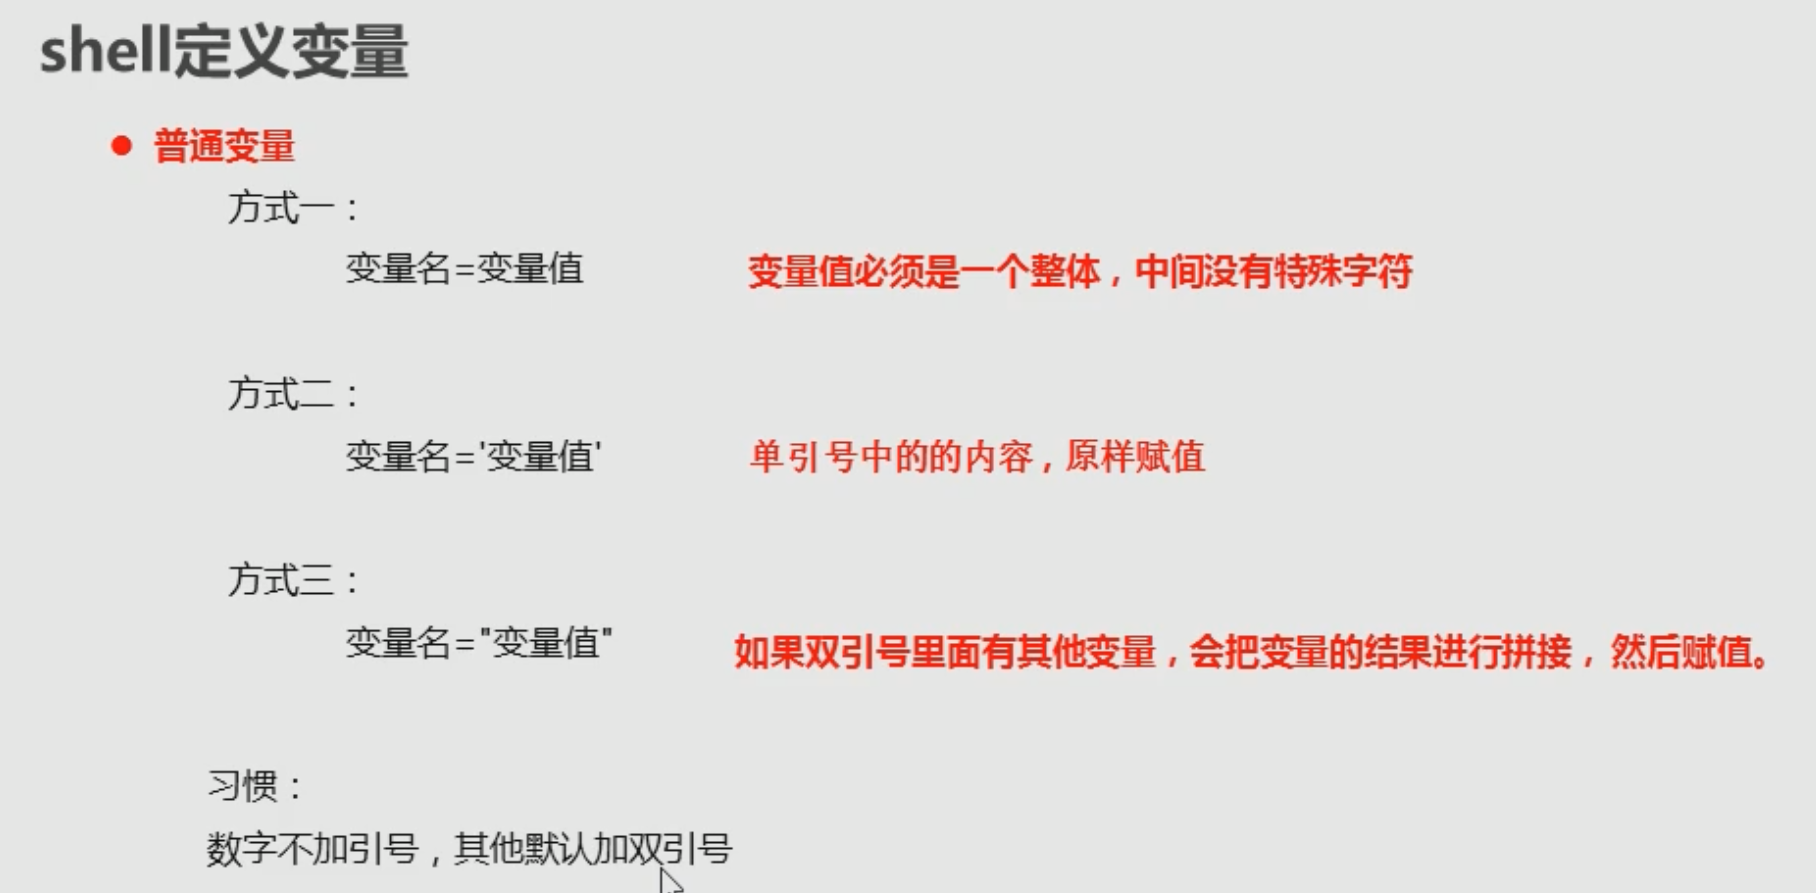 shell定义变量
普通变量
方式一：
变量名=变量值 变量值必须是一个整体，中间没有特殊字符
方式二：
变量名='变量值' 单引号中的的内容，原样赋值
方式三：
变量名="变量值" 如果双引号里面有其他变量，会把变量的结果进行拼接，然后赋值。
习惯：
数字不加引号，其他默认加双引号